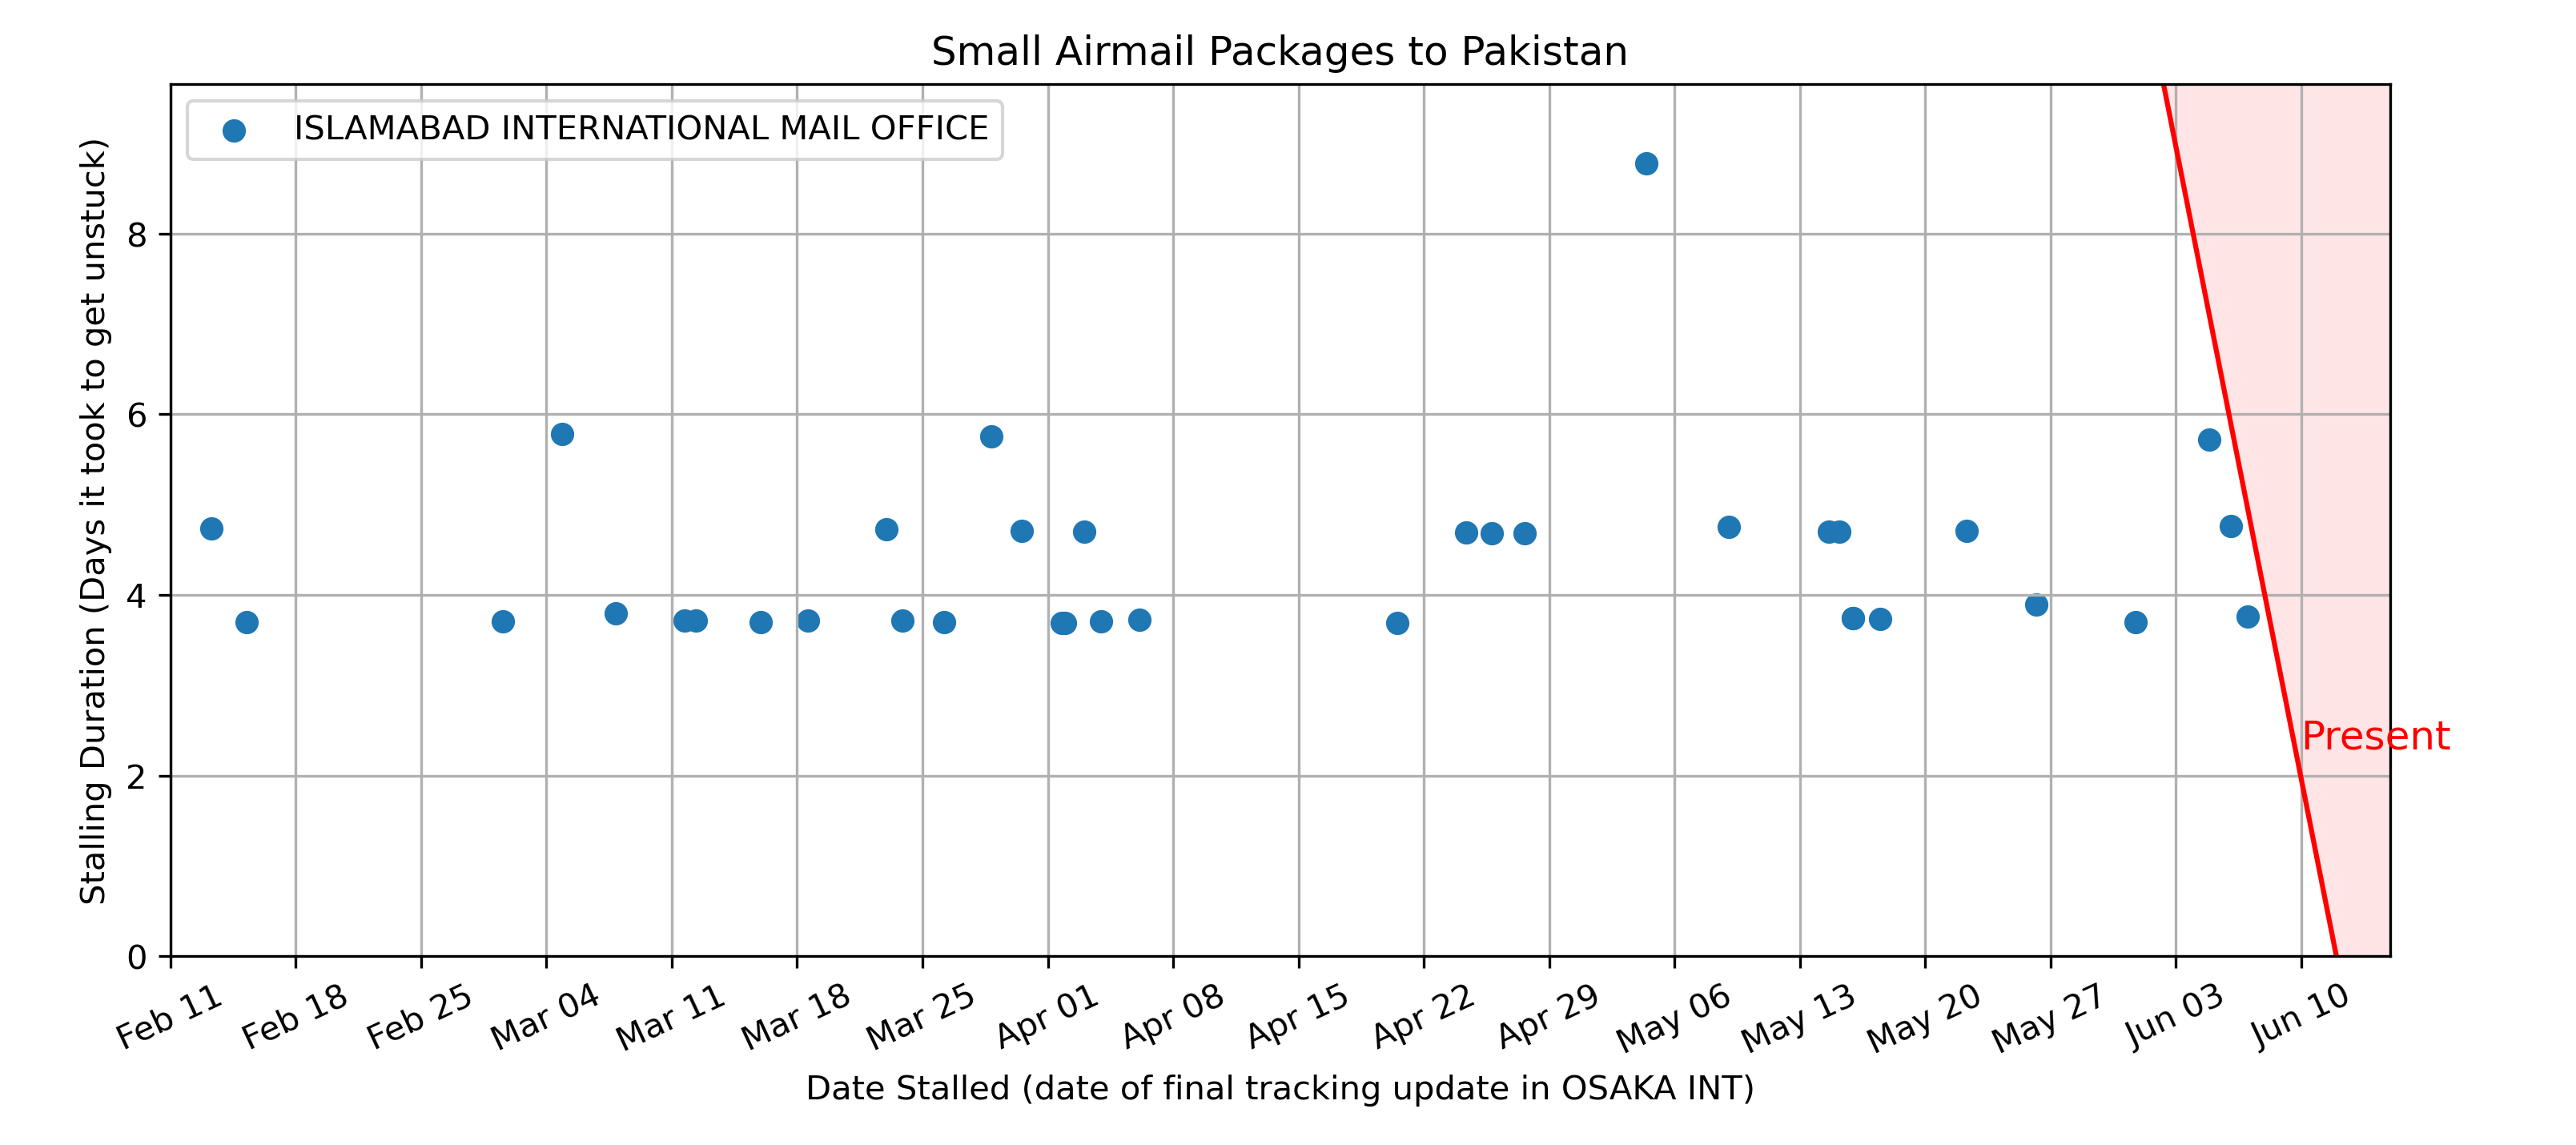 Small Airmail Packages to Pakistan
ISLAMABAD INTERNATIONAL MAIL OFFICE
Stalling Duration (Days it took to get unstuck)
8
6
4
2
0
Present
Feb 11
Feb 18
Feb 25
Mar 04
Mar 11
Mar 18
Mar 25
Apr 01
Apr 08
Apr 15
Apr 22
Apr 29
May 06
May 13
May 20
May 27
Jun 03
Jun 10
Date Stalled (date of final tracking update in OSAKA INT)